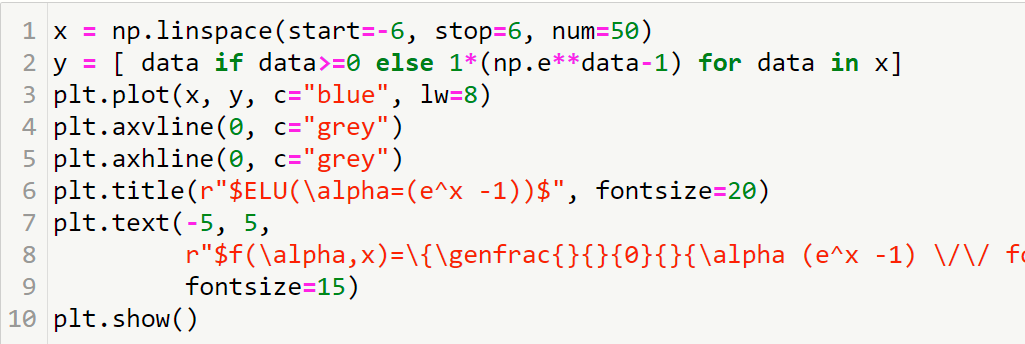 1 x = np.linspace(start=-6, stop=6, num=50)
2 y = [ data if data>=0 else 1*(np.e**data-1) for data in x]
3 plt.plot(x, y, c="blue", lw=8)
4 plt.axvline(0, c="grey")
5 plt.axhline(0, c="grey")
6 plt.title(r"$ELU(\alpha=(e^x -1))$", fontsize=20)
7 plt.text(-5, 5,
8 r"$f(\alpha,x)=\{\genfrac{}{}{0}{}{\alpha (e^x -1) \/\/ fo
9 fontsize=15)
10 plt.show()